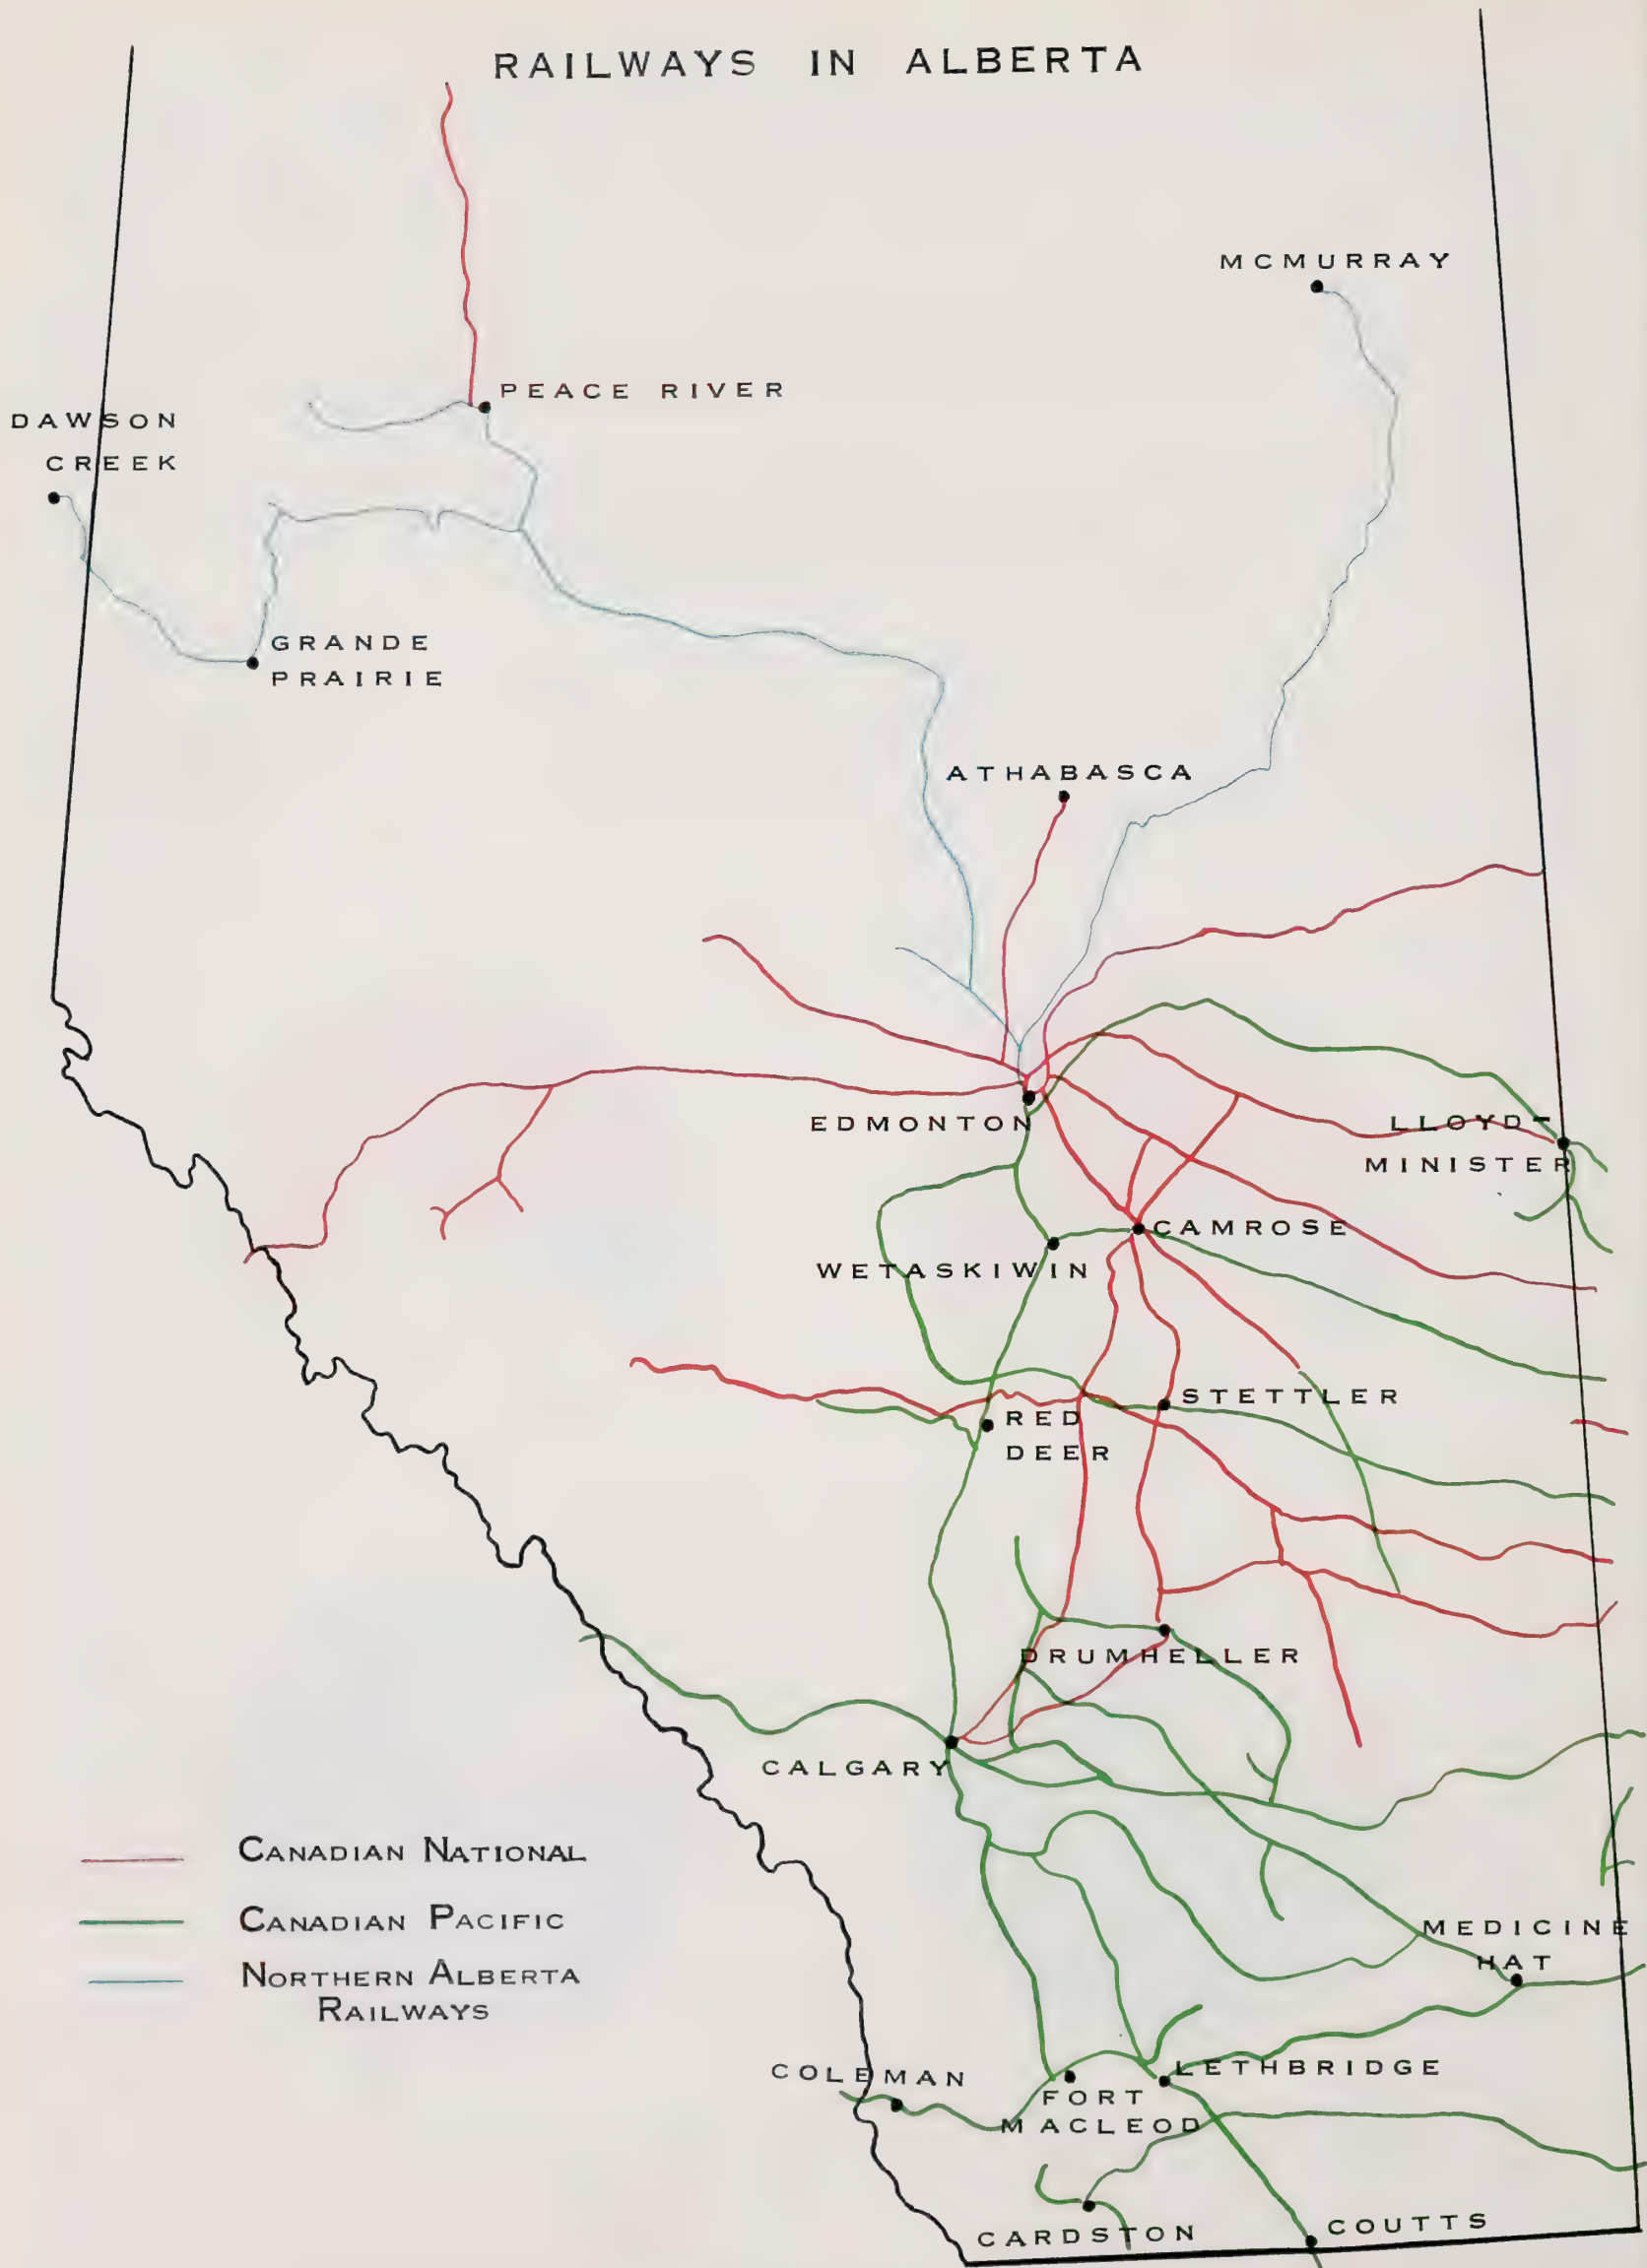 RAILWAYS IN ALBERTA
MCMURRAY
PEACE RIVER
DAWSON
CREEK
GRANDE
PRAIRIE
ATHABASCA
EDMONTON
LLOYD-
MINISTER
CAMROSE
WETASKIWIN
STETTLER
RED
DEER
DRUMHELLER
CALGARY
CANADIAN NATIONAL
CANADIAN PACIFIC
NORTHERN ALBERTA
RAILWAYS
MEDICINE
HAT
COLEMAN
LETHBRIDGE
FORT
MACLEOD
CARDSTON
COUTTS